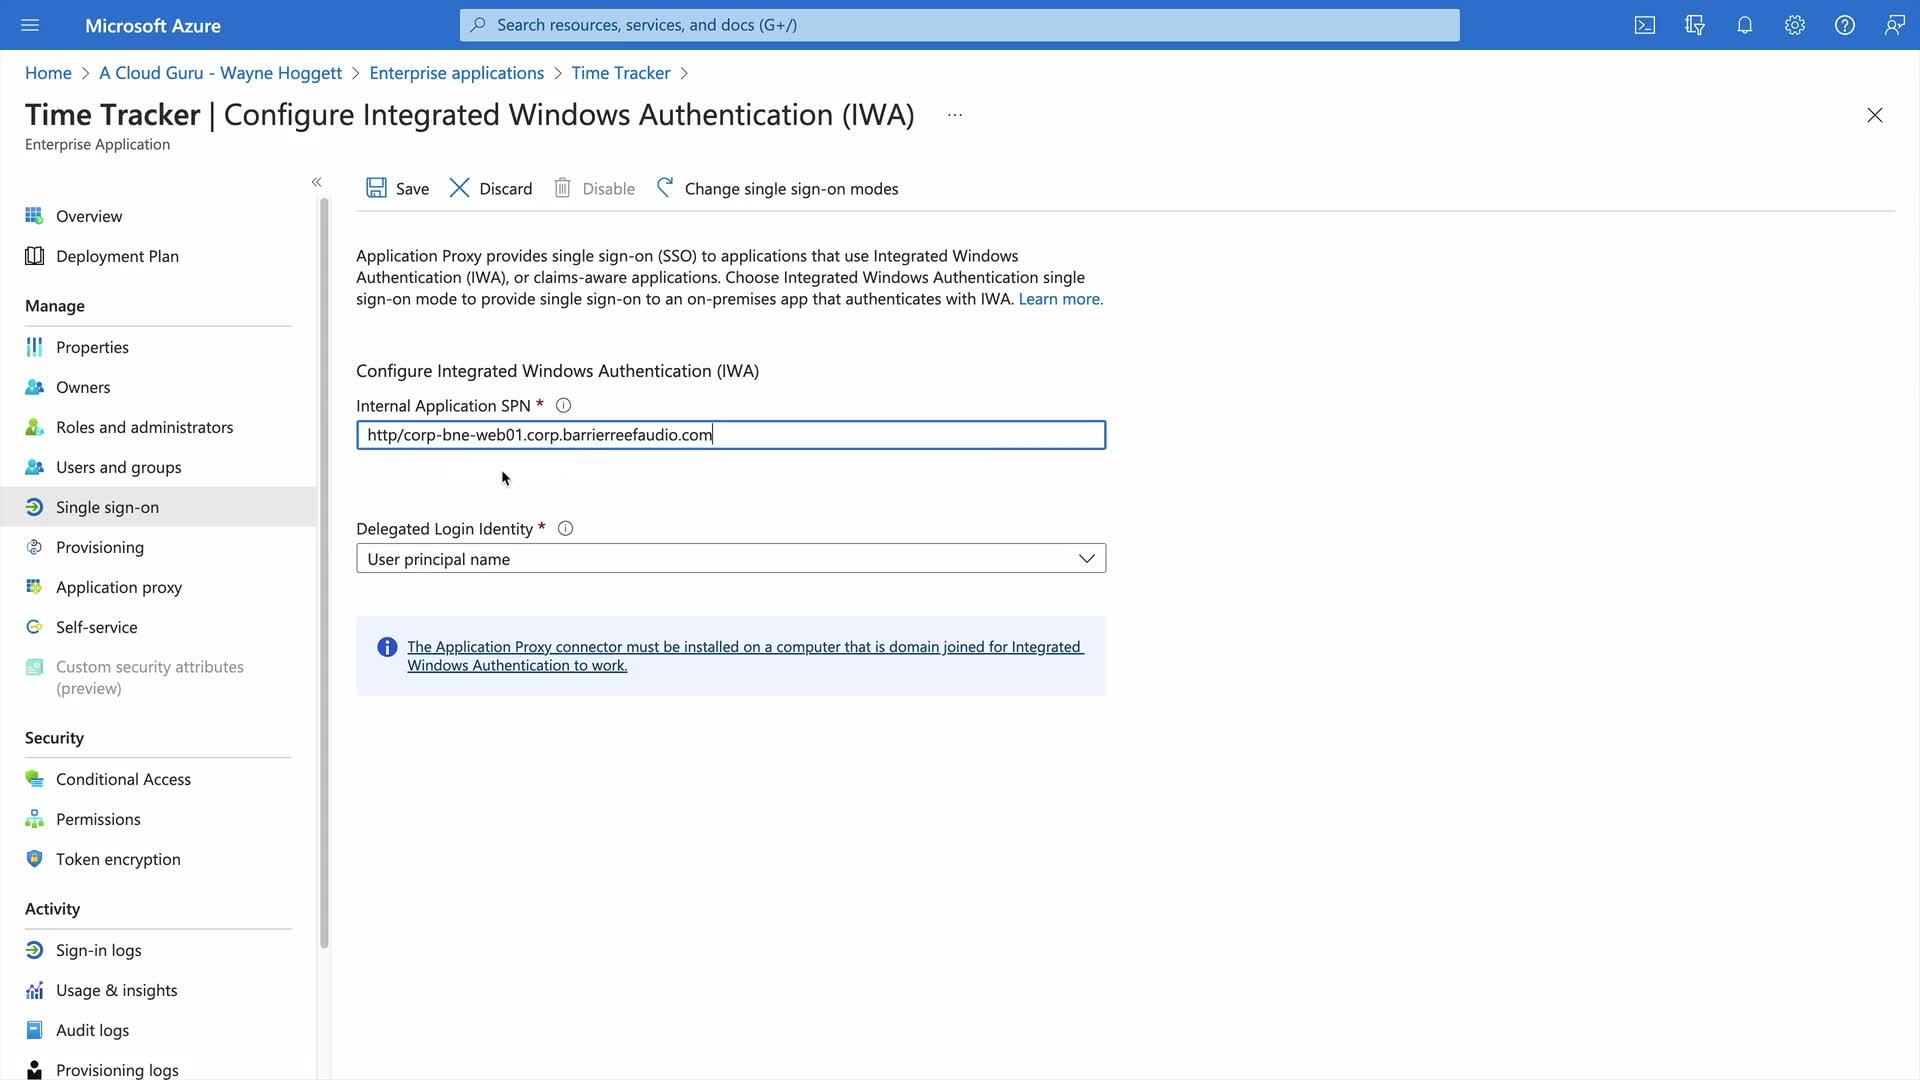 Microsoft Azure
Search resources, services, and docs (G+/)
Home > A Cloud Guru - Wayne Hoggett > Enterprise applications > Time Tracker >
Time Tracker | Configure Integrated Windows Authentication (IWA) ...
Enterprise Application
Save Discard Disable Change single sign-on modes
Overview
Deployment Plan
Manage
Properties
Owners
Roles and administrators
Users and groups
Single sign-on
Provisioning
Application proxy
Self-service
Custom security attributes
(preview)
Security
Conditional Access
Permissions
Token encryption
Activity
Sign-in logs
Usage & insights
Audit logs
Provisioning logs
Application Proxy provides single sign-on (SSO) to applications that use Integrated Windows
Authentication (IWA), or claims-aware applications. Choose Integrated Windows Authentication single
sign-on mode to provide single sign-on to an on-premises app that authenticates with IWA. Learn more.
Configure Integrated Windows Authentication (IWA)
Internal Application SPN *
http/corp-bne-web01.corp.barrierreefaudio.com
Delegated Login Identity *
User principal name
The Application Proxy connector must be installed on a computer that is domain joined for Integrated
Windows Authentication to work.